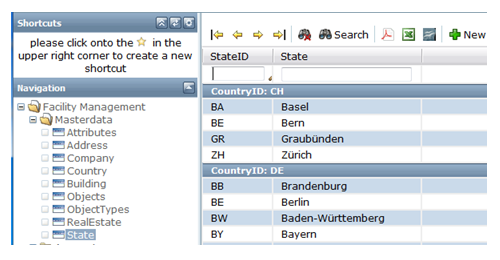 Shortcuts
please click onto the ☆ in the
upper right corner to create a new
shortcut
Navigation
Facility Management
Masterdata
Attributes
Address
Company
Country
Building
Objects
ObjectTypes
RealEstate
State
Search
New
StateID State
CountryID: CH
BA Basel
BE Bern
GR Graubünden
ZH Zürich
CountryID: DE
BB Brandenburg
BE Berlin
BW Baden-Württemberg
BY Bayern